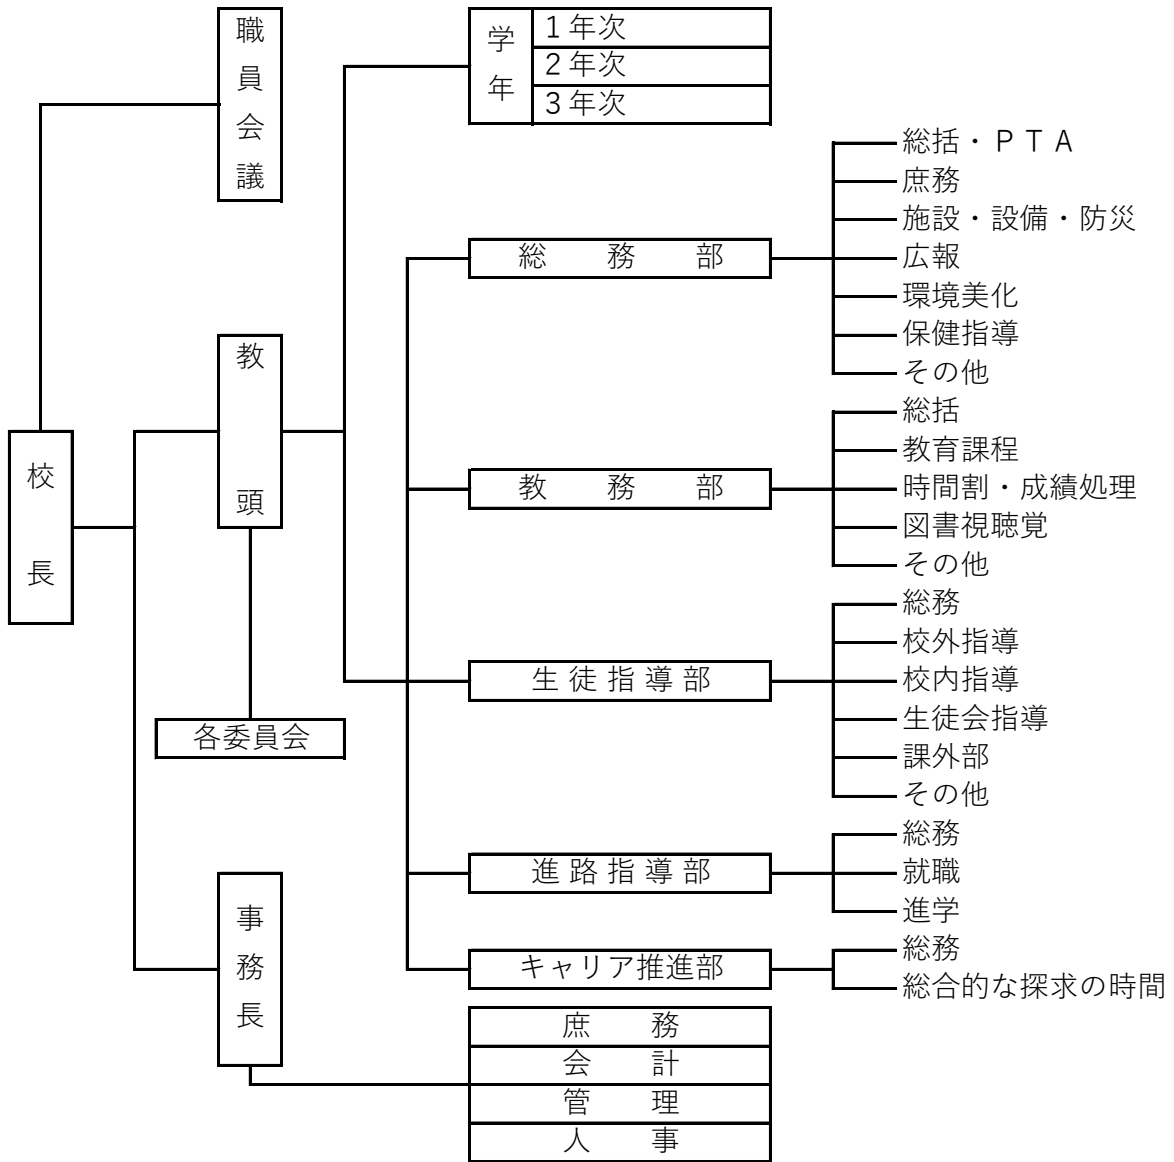 職員会議
学年
1年次
2年次
3年次
総括・ＰＴＡ
庶務
施設・設備・防災
総務部
広報
環境美化
保健指導
その他
教頭
総括
校長
教育課程
教務部
時間割・成績処理
図書視聴覚
その他
総務
校外指導
生徒指導部
校内指導
生徒会指導
各委員会
課外部
その他
総務
進路指導部
就職
進学
事務長
総務
キャリア推進部
総合的な探求の時間
庶務
会計
管理
人事